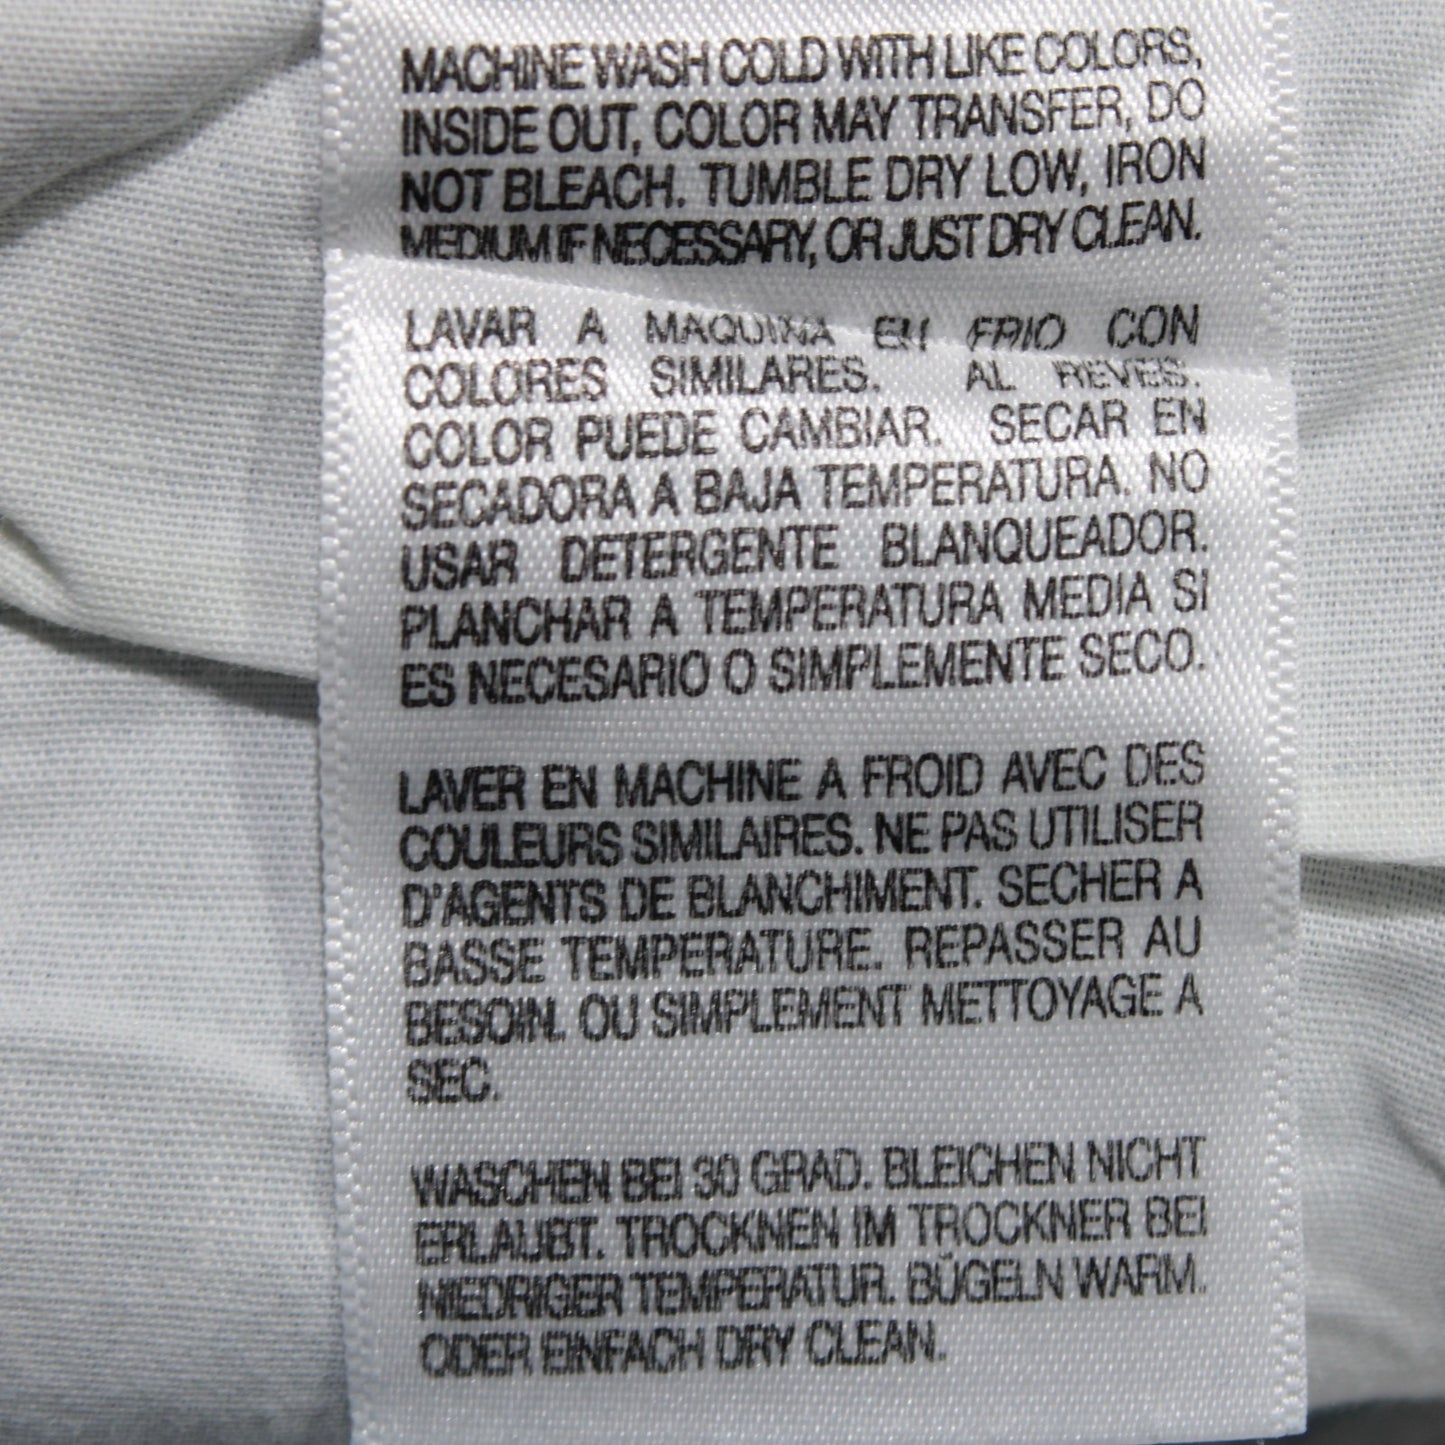 MACHINE WASH COLD WITH LIKE COLORS,
INSIDE OUT, COLOR MAY TRANSFER, DO
NOT BLEACH. TUMBLE DRY LOW, IRON
MEDIUM IF NECESSARY, OR JUST DRY CLEAN.
LAVAR A MAQUINA EN FRIO CON
COLORES SIMILARES. AL REVES.
COLOR PUEDE CAMBIAR. SECAR EN
SECADORA A BAJA TEMPERATURA. NO
USAR DETERGENTE BLANQUEADOR.
PLANCHAR A TEMPERATURA MEDIA SI
ES NECESARIO O SIMPLEMENTE SECO.
LAVER EN MACHINE A FROID AVEC DES
COULEURS SIMILAIRES. NE PAS UTILISER
D'AGENTS DE BLANCHIMENT. SECHER A
BASSE TEMPERATURE. REPASSER AU
BESOIN. OU SIMPLEMENT METTOYAGE A
SEC.
WASCHEN BEI 30 GRAD. BLEICHEN NICHT
ERLAUBT. TROCKNEN IM TROCKNER BEI
NIEDRIGER TEMPERATUR. BÜGELN WARM.
ODER EINFACH DRY CLEAN.